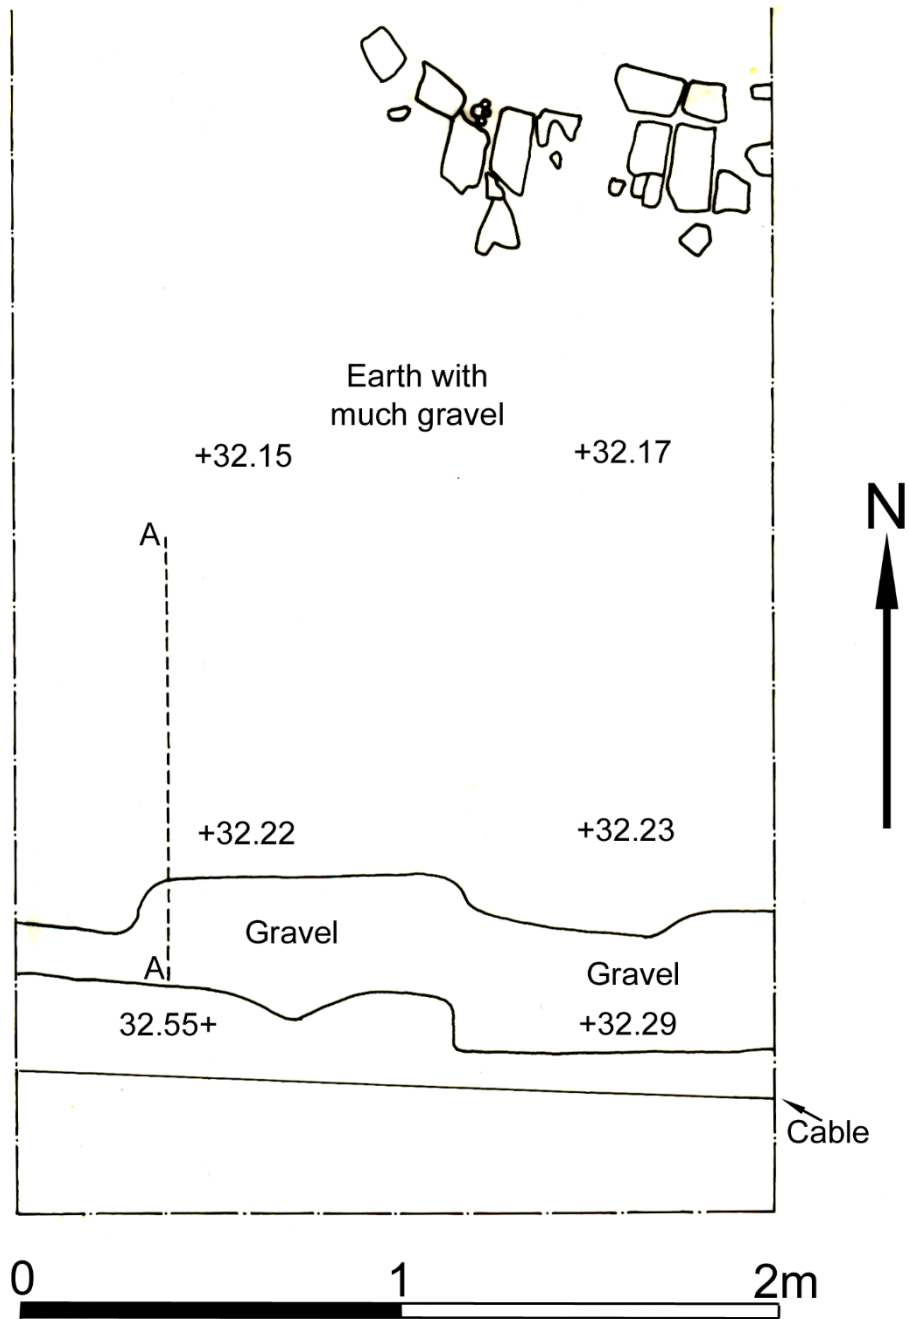 Earth with
much gravel
+32.15
+32.17
N
A
+32.22
+32.23
Gravel
A
Gravel
32.55+
+32.29
Cable
0
1
2m